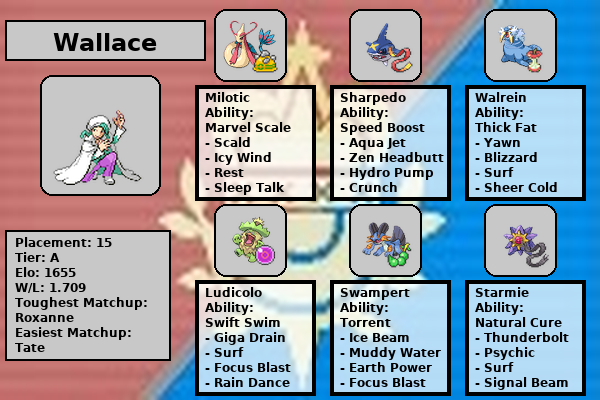 Wallace
Milotic
Ability:
Marvel Scale
- Scald
- Icy Wind
- Rest
- Sleep Talk
Sharpedo
Ability:
Speed Boost
- Aqua Jet
- Zen Headbutt
- Hydro Pump
- Crunch
Walrein
Ability:
Thick Fat
- Yawn
- Blizzard
- Surf
- Sheer Cold
Placement: 15
Tier: A
Elo: 1655
W/L: 1.709
Toughest Matchup:
Roxanne
Easiest Matchup:
Tate
Ludicolo
Ability:
Swift Swim
- Giga Drain
- Surf
- Focus Blast
- Rain Dance
Swampert
Ability:
Torrent
- Ice Beam
- Muddy Water
- Earth Power
- Focus Blast
Starmie
Ability:
Natural Cure
- Thunderbolt
- Psychic
- Surf
- Signal Beam